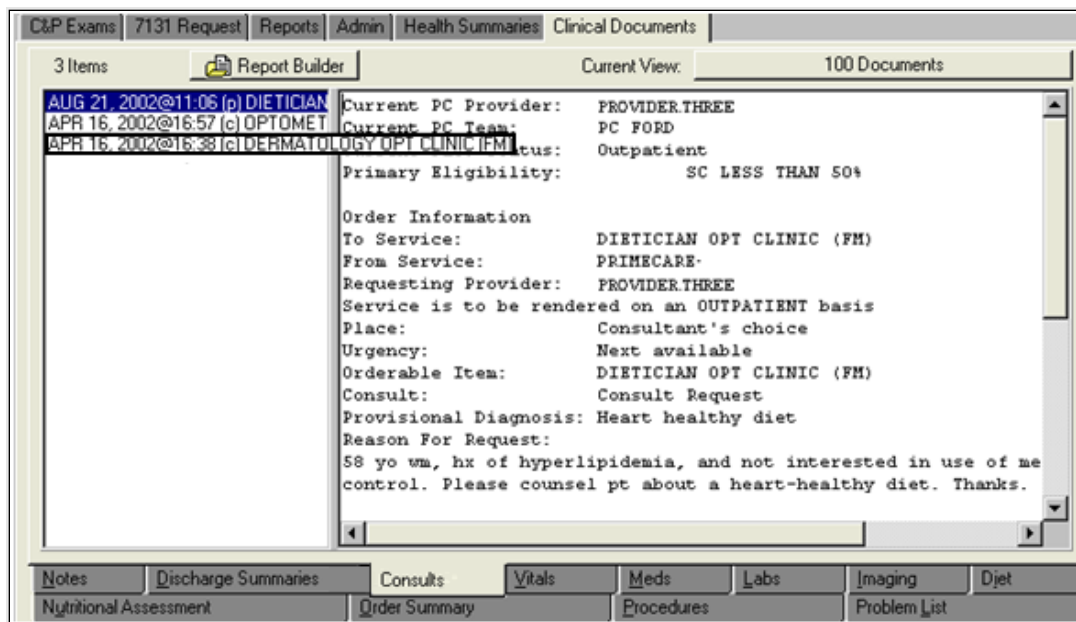 C&P Exams 7131 Request Reports Admin Health Summaries Clinical Documents
3 Items Report Builder Current View: 100 Documents
AUG 21, 2002@11:06 (p) DIETICIAN
APR 16, 2002@16:57 (c) OPTOMET
APR 16, 2002@16:38 (c) DERMATOLOGY OPT CLINIC (FM)
Current PC Provider: PROVIDER.THREE
Current PC Team: PC FORD
tus: Outpatient
Primary Eligibility: SC LESS THAN 50%
Order Information
To Service: DIETICIAN OPT CLINIC (FM)
From Service: PRIMECARE-
Requesting Provider: PROVIDER.THREE
Service is to be rendered on an OUTPATIENT basis
Place: Consultant's choice
Urgency: Next available
Orderable Item: DIETICIAN OPT CLINIC (FM)
Consult: Consult Request
Provisional Diagnosis: Heart healthy diet
Reason For Request:
58 yo wm, hx of hyperlipidemia, and not interested in use of me
control. Please counsel pt about a heart-healthy diet. Thanks.
Notes Discharge Summaries Consults Vitals Meds Labs Imaging Diet
Nutritional Assessment Order Summary Procedures Problem List